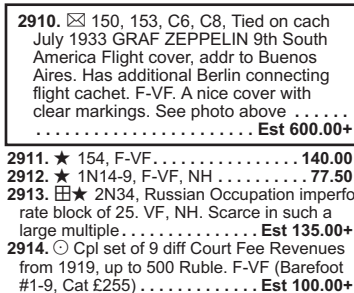 2910. ✉ 150, 153, C6, C8, Tied on cach
July 1933 GRAF ZEPPELIN 9th South
America Flight cover, addr to Buenos
Aires. Has additional Berlin connecting
flight cachet. F-VF. A nice cover with
clear markings. See photo above . . . . . .
. . . . . . . . . . . . . . . . . . . . . . . Est 600.00+
2911. ★ 154, F-VF. . . . . . . . . . . . . . . . 140.00
2912. ★ 1N14-9, F-VF, NH . . . . . . . . . . 77.50
2913. ⊞★ 2N34, Russian Occupation imperfo
rate block of 25. VF, NH. Scarce in such a
large multiple . . . . . . . . . . . . . . Est 135.00+
2914. ⊙ Cpl set of 9 diff Court Fee Revenues
from 1919, up to 500 Ruble. F-VF (Barefoot
#1-9, Cat £255) . . . . . . . . . . . . Est 100.00+